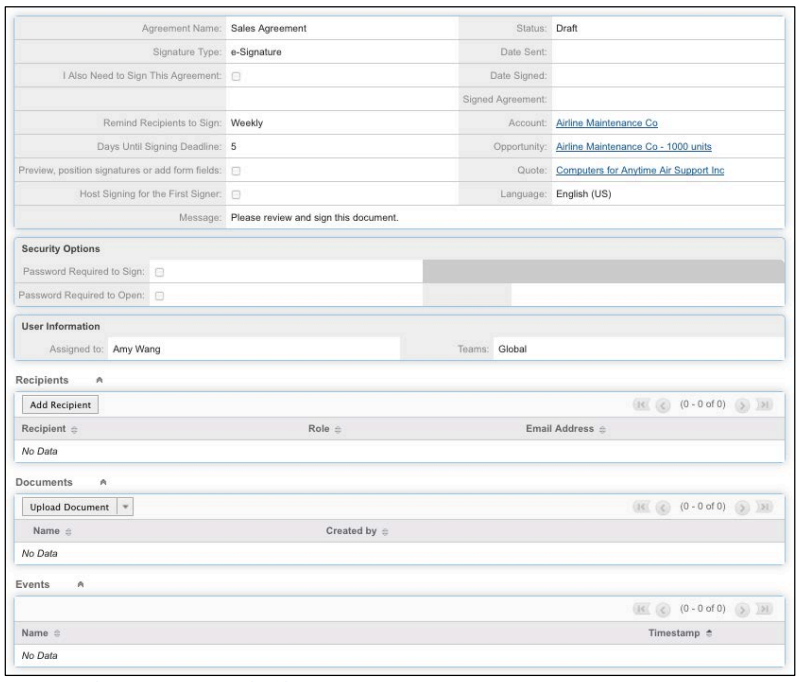 Agreement Name: Sales Agreement Status: Draft
Signature Type: e-Signature Date Sent:
I Also Need to Sign This Agreement: Date Signed:
Signed Agreement:
Remind Recipients to Sign: Weekly Account: Airline Maintenance Co
Days Until Signing Deadline: 5 Opportunity: Airline Maintenance Co - 1000 units
Preview, position signatures or add form fields: Quote: Computers for Anytime Air Support Inc
Host Signing for the First Signer: Language: English (US)
Message: Please review and sign this document.
Security Options
Password Required to Sign:
Password Required to Open:
User Information
Assigned to: Amy Wang Teams: Global
Recipients
Add Recipient (0 - 0 of 0)
Recipient Role Email Address
No Data
Documents
Upload Document (0 - 0 of 0)
Name Created by
No Data
Events
(0 - 0 of 0)
Name Timestamp
No Data